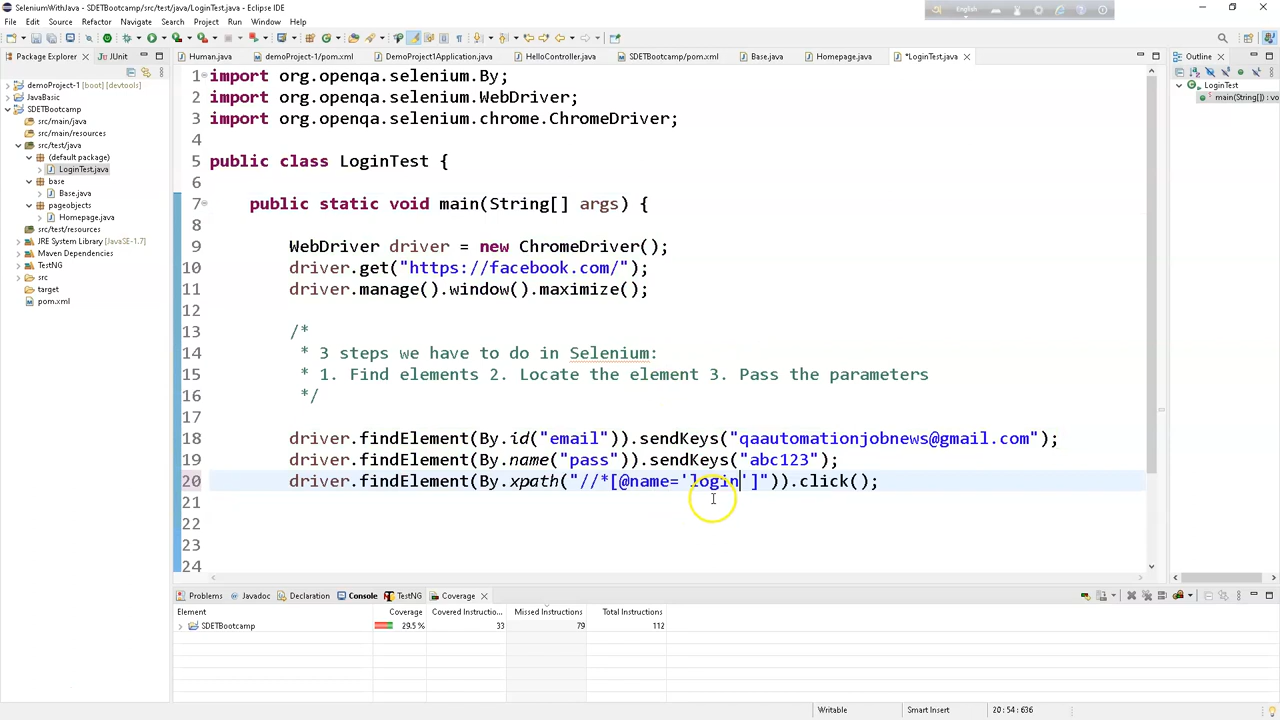 SeleniumWithJava - SDETBootcamp/src/test/java/LoginTest.java - Eclipse IDE
English
File Edit Source Refactor Navigate Search Project Run Window Help
Package Explorer JUnit
Human.java demoProject-1/pom.xml DemoProject1Application.java HelloController.java SDETBootcamp/pom.xml Base.java Homepage.java *LoginTest.java
Outline
demoProject-1 [boot] [devtools]
JavaBasic
SDETBootcamp
src/main/java
src/main/resources
src/test/java
(default package)
LoginTest.java
base
Base.java
pageobjects
Homepage.java
src/test/resources
JRE System Library [JavaSE-1.7]
Maven Dependencies
TestNG
src
target
pom.xml
1 import org.openqa.selenium.By;
2 import org.openqa.selenium.WebDriver;
3 import org.openqa.selenium.chrome.ChromeDriver;
4
5 public class LoginTest {
6
7 public static void main(String[] args) {
8
9 WebDriver driver = new ChromeDriver();
10 driver.get("https://facebook.com/");
11 driver.manage().window().maximize();
12
13 /*
14 * 3 steps we have to do in Selenium:
15 * 1. Find elements 2. Locate the element 3. Pass the parameters
16 */
17
18 driver.findElement(By.id("email")).sendKeys("qaautomationjobnews@gmail.com");
19 driver.findElement(By.name("pass")).sendKeys("abc123");
20 driver.findElement(By.xpath("//*[@name='login']")).click();
21
22
23
24
LoginTest
main(String[]) : vo
Problems Javadoc Declaration Console TestNG Coverage
Element Coverage Covered Instructio... Missed Instructions Total Instructions
SDETBootcamp 29.5 % 33 79 112
Writable Smart Insert 20 : 54 : 636